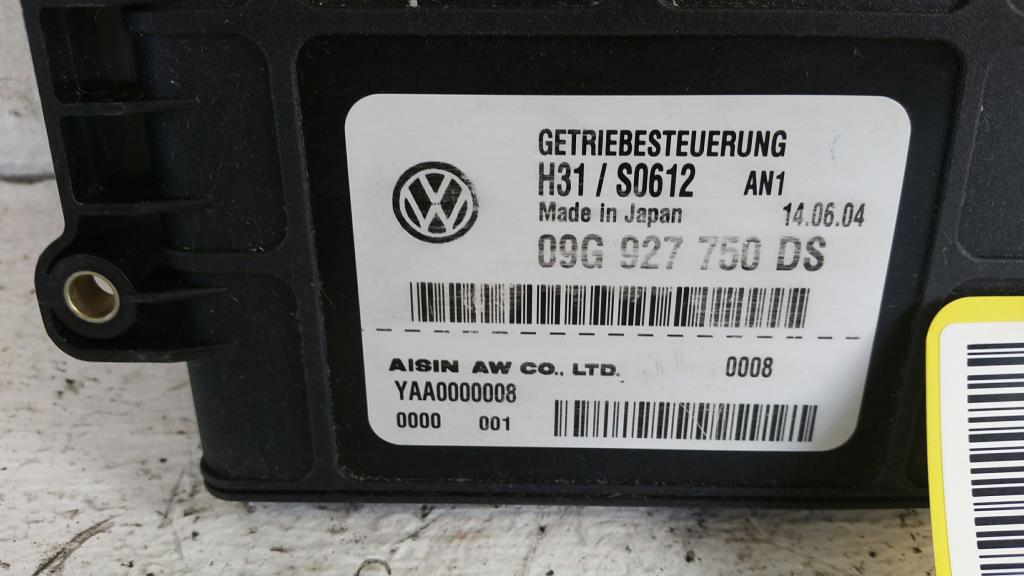 GETRIEBESTEUERUNG
H31 / S0612 AN1
Made in Japan 14.06.04
09G 927 750 DS
AISIN AW CO., LTD. 0008
YAA0000008
0000 001